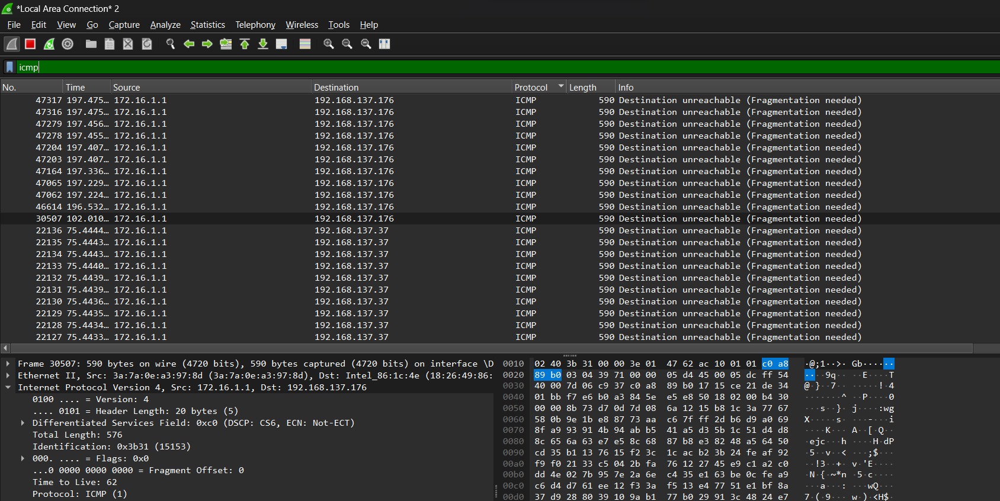 *Local Area Connection* 2
File Edit View Go Capture Analyze Statistics Telephony Wireless Tools Help
icmp
No. Time Source Destination Protocol Length Info
47317 197.475… 172.16.1.1 192.168.137.176 ICMP 590 Destination unreachable (Fragmentation needed)
47316 197.475… 172.16.1.1 192.168.137.176 ICMP 590 Destination unreachable (Fragmentation needed)
47279 197.456… 172.16.1.1 192.168.137.176 ICMP 590 Destination unreachable (Fragmentation needed)
47278 197.455… 172.16.1.1 192.168.137.176 ICMP 590 Destination unreachable (Fragmentation needed)
47204 197.407… 172.16.1.1 192.168.137.176 ICMP 590 Destination unreachable (Fragmentation needed)
47203 197.407… 172.16.1.1 192.168.137.176 ICMP 590 Destination unreachable (Fragmentation needed)
47164 197.336… 172.16.1.1 192.168.137.176 ICMP 590 Destination unreachable (Fragmentation needed)
47065 197.229… 172.16.1.1 192.168.137.176 ICMP 590 Destination unreachable (Fragmentation needed)
47062 197.224… 172.16.1.1 192.168.137.176 ICMP 590 Destination unreachable (Fragmentation needed)
46614 196.532… 172.16.1.1 192.168.137.176 ICMP 590 Destination unreachable (Fragmentation needed)
30507 102.010… 172.16.1.1 192.168.137.176 ICMP 590 Destination unreachable (Fragmentation needed)
22136 75.4444… 172.16.1.1 192.168.137.37 ICMP 590 Destination unreachable (Fragmentation needed)
22135 75.4443… 172.16.1.1 192.168.137.37 ICMP 590 Destination unreachable (Fragmentation needed)
22134 75.4443… 172.16.1.1 192.168.137.37 ICMP 590 Destination unreachable (Fragmentation needed)
22133 75.4440… 172.16.1.1 192.168.137.37 ICMP 590 Destination unreachable (Fragmentation needed)
22132 75.4439… 172.16.1.1 192.168.137.37 ICMP 590 Destination unreachable (Fragmentation needed)
22131 75.4439… 172.16.1.1 192.168.137.37 ICMP 590 Destination unreachable (Fragmentation needed)
22130 75.4436… 172.16.1.1 192.168.137.37 ICMP 590 Destination unreachable (Fragmentation needed)
22129 75.4435… 172.16.1.1 192.168.137.37 ICMP 590 Destination unreachable (Fragmentation needed)
22128 75.4434… 172.16.1.1 192.168.137.37 ICMP 590 Destination unreachable (Fragmentation needed)
22127 75.4433… 172.16.1.1 192.168.137.37 ICMP 590 Destination unreachable (Fragmentation needed)
Frame 30507: 590 bytes on wire (4720 bits), 590 bytes captured (4720 bits) on interface \D
Ethernet II, Src: 3a:7a:0e:a3:97:8d (3a:7a:0e:a3:97:8d), Dst: Intel_86:1c:4e (18:26:49:86:
Internet Protocol Version 4, Src: 172.16.1.1, Dst: 192.168.137.176
0100 .... = Version: 4
.... 0101 = Header Length: 20 bytes (5)
Differentiated Services Field: 0xc0 (DSCP: CS6, ECN: Not-ECT)
Total Length: 576
Identification: 0x3b31 (15153)
000. .... = Flags: 0x0
...0 0000 0000 0000 = Fragment Offset: 0
Time to Live: 62
Protocol: ICMP (1)
0010 02 40 3b 31 00 00 3e 01 47 62 ac 10 01 01 c0 a8 ·@;1··>· Gb······
0020 89 b0 03 04 39 71 00 00 05 d4 45 00 05 dc ff 54 ····9q·· ··E····T
0030 40 00 7d 06 c9 37 c0 a8 89 b0 17 15 ce 21 de 34 @·}··7·· ·····!·4
0040 01 bb f7 e6 b0 a3 84 5e e5 e8 50 18 02 00 b4 30 ·······^ ··P····0
0050 00 00 8b 73 d7 0d 7d 08 6a 12 15 b8 1c 3a 77 67 ···s··}· j····:wg
0060 58 0b 9e 1b e8 87 73 aa c6 7f ff 2d b6 d9 a0 69 X·····s· ···-···i
0070 8f a9 93 91 4b 94 ab b5 41 a5 d3 5b 1c 51 d4 d8 ····K··· A··[·Q··
0080 8c 65 6a 63 e7 e5 8c 68 87 b8 e3 82 48 a5 64 50 ·ejc···h ····H·dP
0090 cd 35 b1 13 76 15 f2 3c 1c ac b2 3b 24 fe af 92 ·5··v··< ···;$···
00a0 f9 f0 21 33 c5 04 2b fa 76 12 27 45 e9 c1 a2 c0 ··!3··+· v·'E····
00b0 dd 4e 02 7b 95 7e 2a 6e c4 35 e1 63 be 0c fe a9 ·N·{·~*n ·5·c····
00c0 c6 d4 d7 61 ee 12 f3 3a f5 13 e4 77 51 e1 bf 8a ···a···: ···wQ···
00d0 37 d9 28 80 39 10 9a b1 77 b0 29 91 3c 48 24 e7 7·(·9··· w·)·<H$·